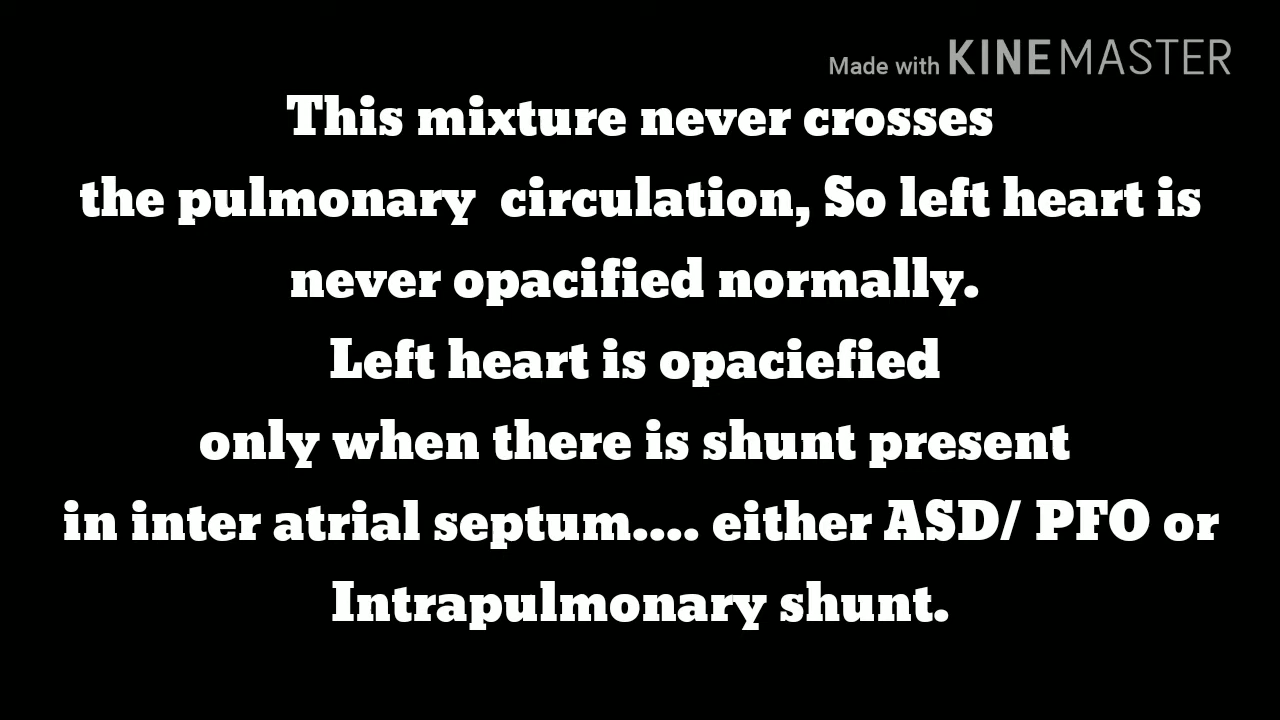 Made with KINEMASTER
This mixture never crosses
the pulmonary circulation, So left heart is
never opacified normally.
Left heart is opaciefied
only when there is shunt present
in inter atrial septum.... either ASD/ PFO or
Intrapulmonary shunt.